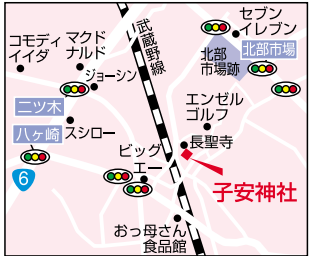 セブン
イレブン
武蔵野線
コモディ
イイダ
マクド
ナルド
北部市場
北部
市場跡
ジョーシン
エンゼル
ゴルフ
二ツ木
スシロー
八ヶ崎
長聖寺
ビッグ
エー
子安神社
6
おっ母さん
食品館